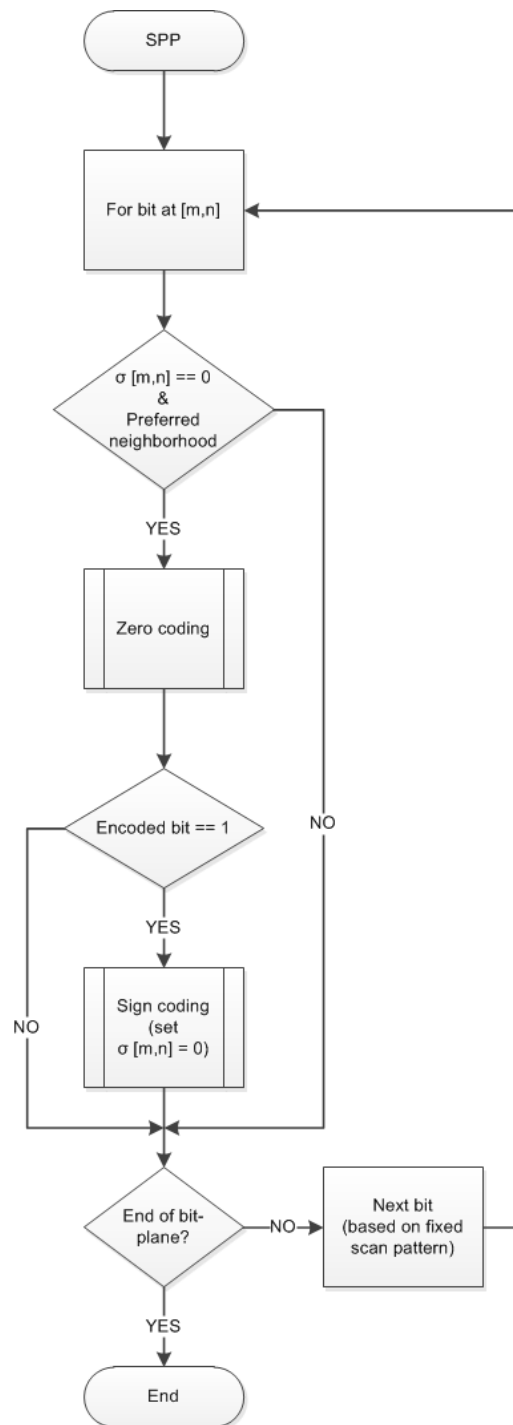 SPP
For bit at [m,n]
σ [m,n] == 0
&
Preferred
neighborhood
YES
Zero coding
Encoded bit == 1
NO
YES
Sign coding
(set
σ [m,n] = 0)
NO
End of bit-
plane?
NO
Next bit
(based on fixed
scan pattern)
YES
End